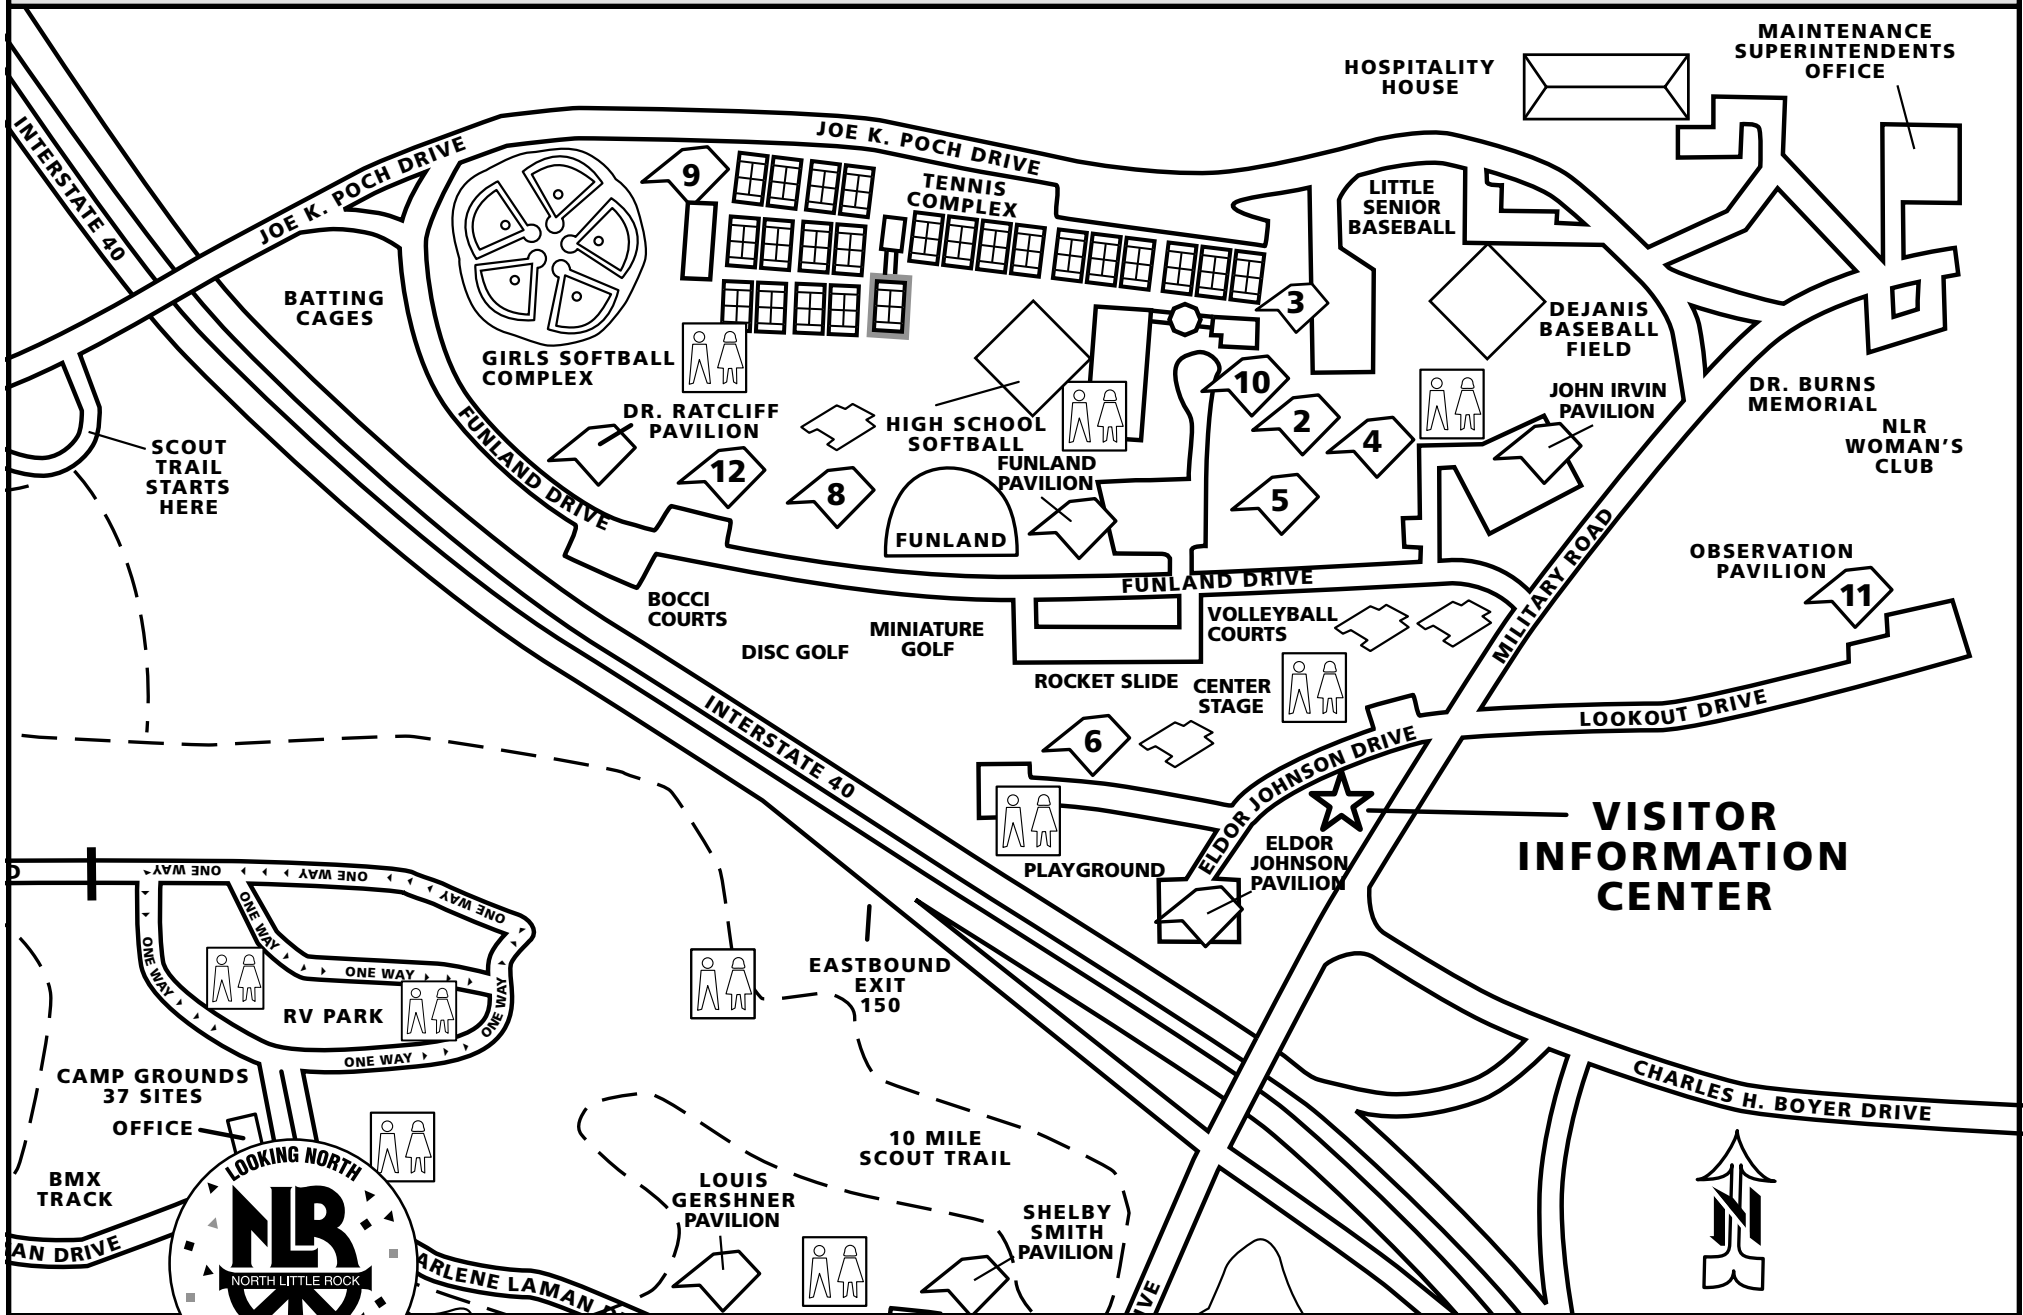 MAINTENANCE
SUPERINTENDENTS
OFFICE
HOSPITALITY
HOUSE
INTERSTATE 40
JOE K. POCH DRIVE
JOE K. POCH DRIVE
9
TENNIS
COMPLEX
LITTLE
SENIOR
BASEBALL
BATTING
CAGES
3
DEJANIS
BASEBALL
FIELD
GIRLS SOFTBALL
COMPLEX
10
JOHN IRVIN
PAVILION
DR. BURNS
MEMORIAL
NLR
WOMAN'S
CLUB
DR. RATCLIFF
PAVILION
HIGH SCHOOL
SOFTBALL
2
4
SCOUT
TRAIL
STARTS
HERE
FUNLAND DRIVE
12
8
FUNLAND
PAVILION
5
FUNLAND
MILITARY ROAD
OBSERVATION
PAVILION
11
FUNLAND DRIVE
BOCCI
COURTS
DISC GOLF
MINIATURE
GOLF
VOLLEYBALL
COURTS
ROCKET SLIDE
CENTER
STAGE
INTERSTATE 40
LOOKOUT DRIVE
6
ELDOR JOHNSON DRIVE
VISITOR
INFORMATION
CENTER
PLAYGROUND
ELDOR
JOHNSON
PAVILION
D
ONE WAY
ONE WAY
ONE WAY
ONE WAY
ONE WAY
ONE WAY
ONE WAY
ONE WAY
RV PARK
EASTBOUND
EXIT
150
CAMP GROUNDS
37 SITES
OFFICE
CHARLES H. BOYER DRIVE
10 MILE
SCOUT TRAIL
BMX
TRACK
LOOKING NORTH
NLR
NORTH LITTLE ROCK
LOUIS
GERSHNER
PAVILION
SHELBY
SMITH
PAVILION
N
AN DRIVE
ARLENE LAMAN
IVE